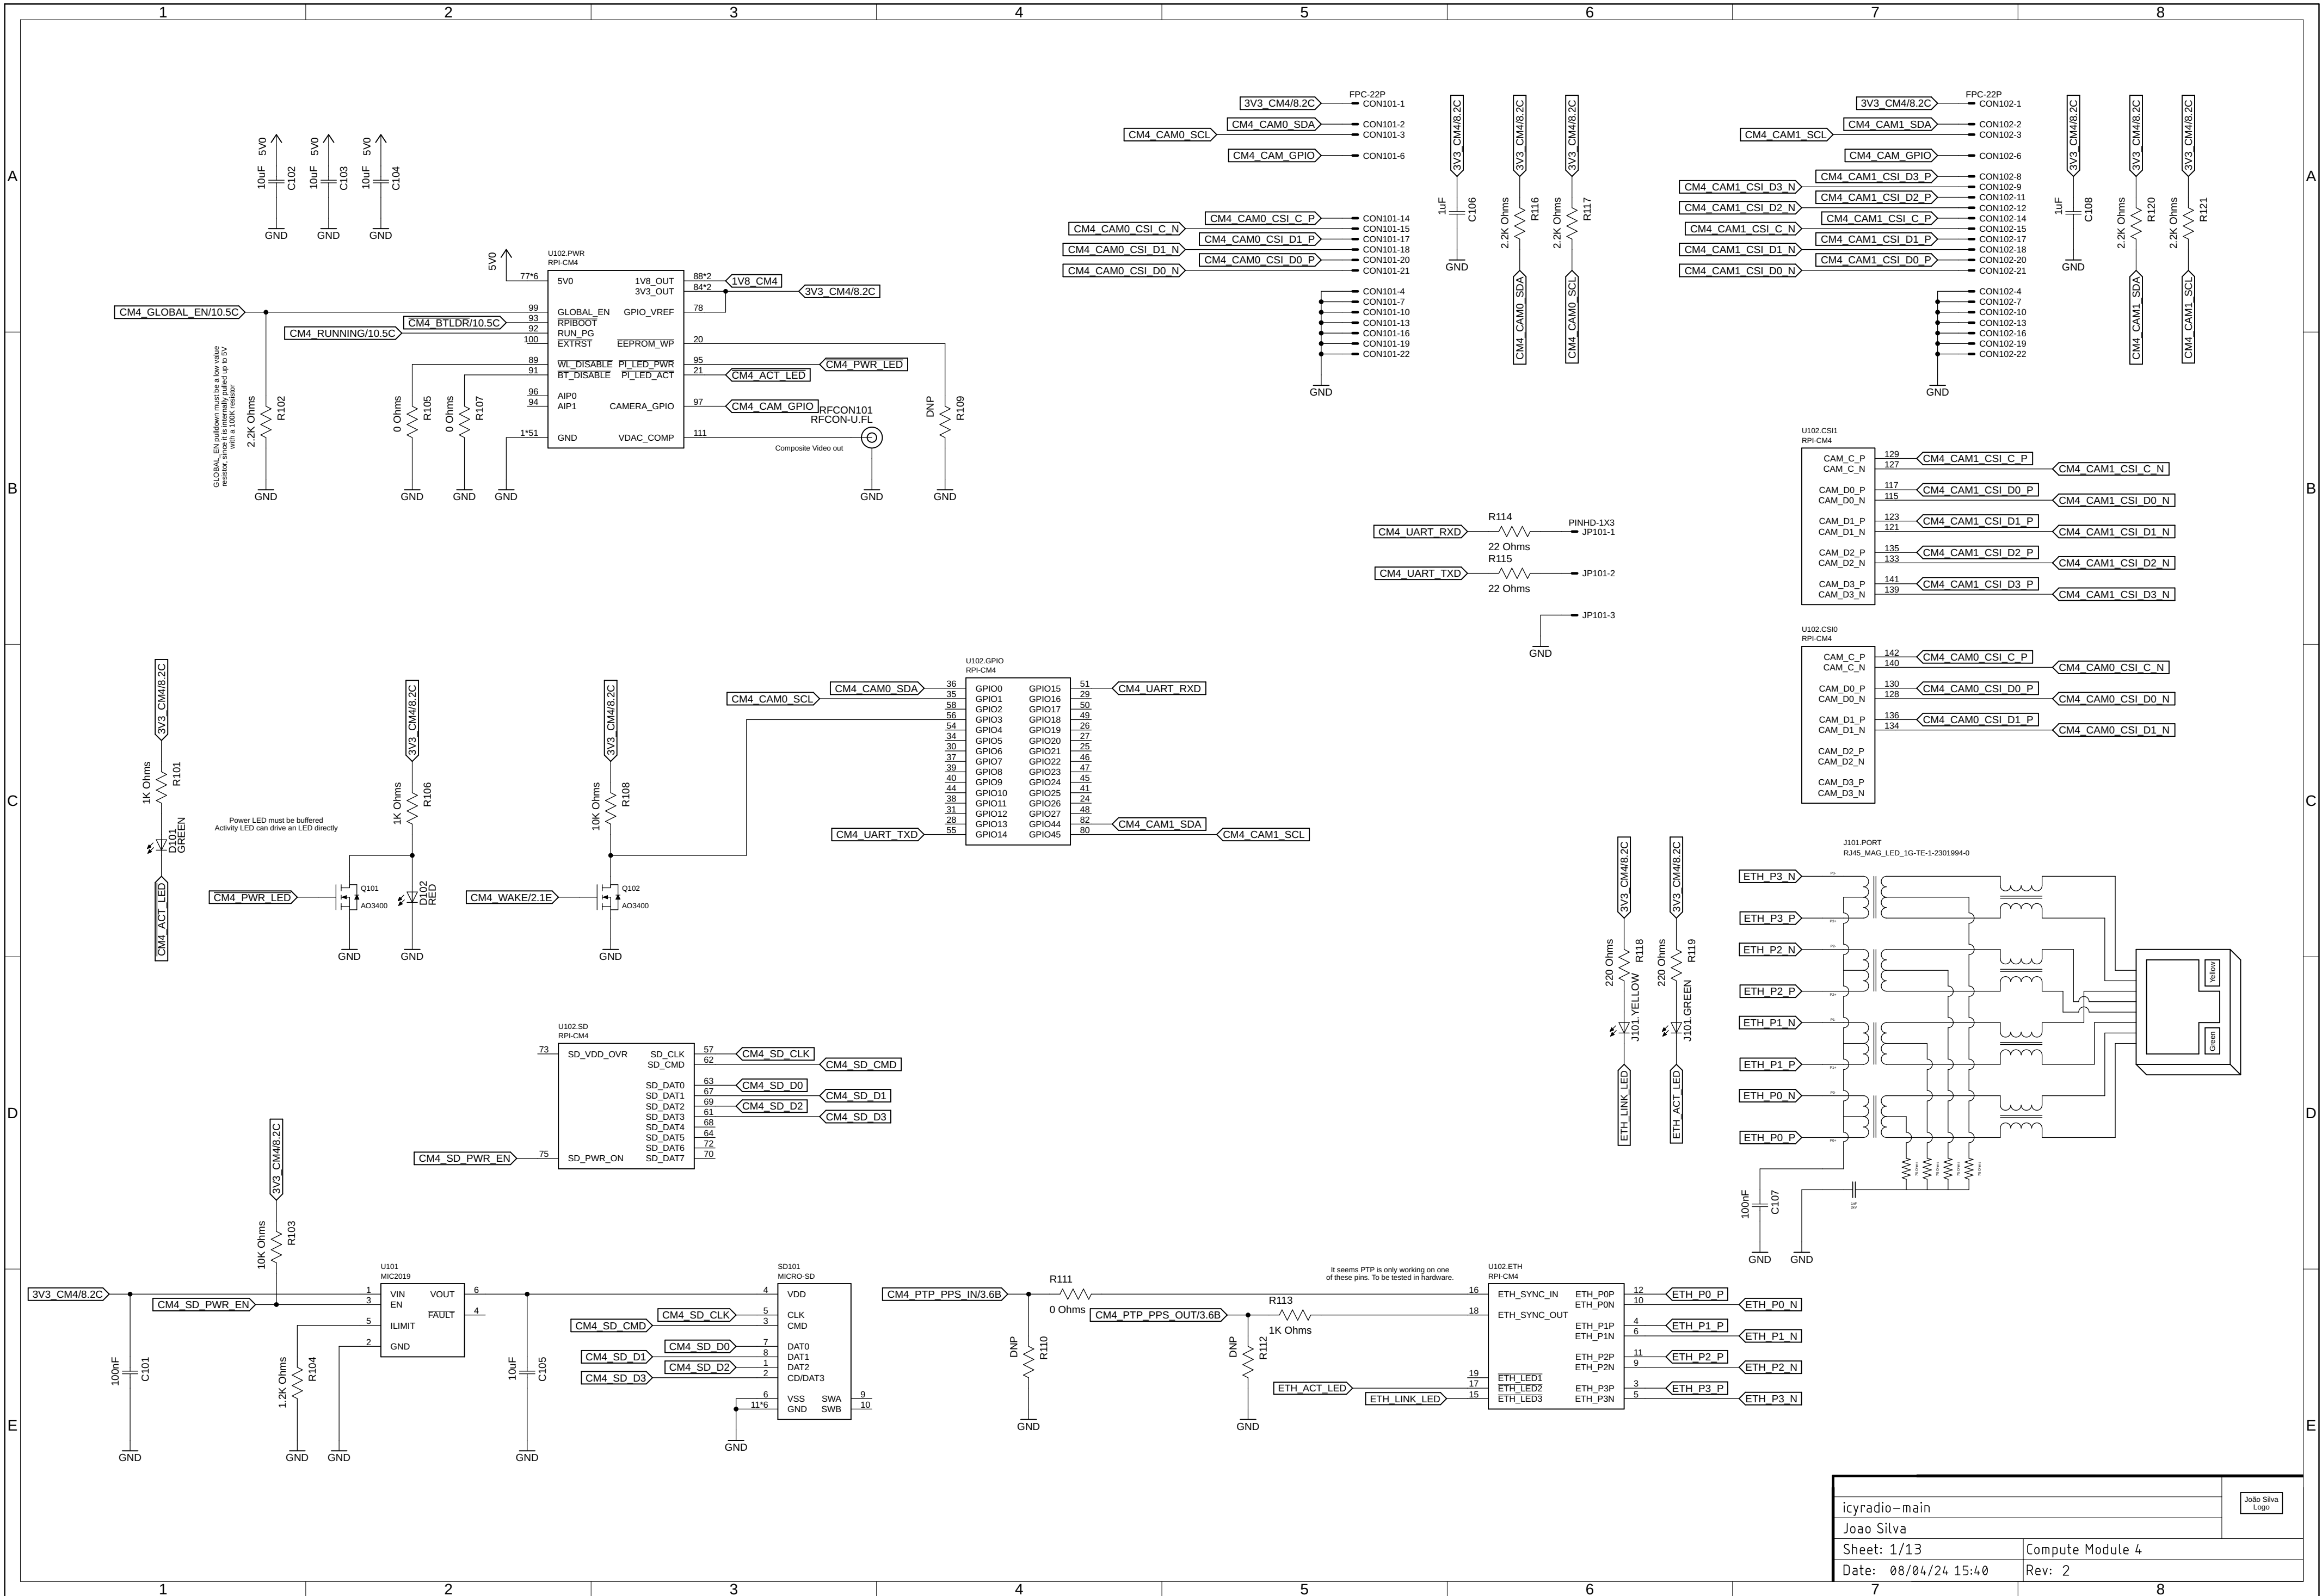 1 2 3 4 5 6 7 8
A
5V0 10uF C102 GND
5V0 10uF C103 GND
5V0 10uF C104 GND
U102.PWR
RPI-CM4
5V0
77*6 5V0
1V8_OUT 88*2 1V8_CM4
3V3_OUT 84*2 3V3_CM4/8.2C
CM4_GLOBAL_EN/10.5C 99 GLOBAL_EN
GPIO_VREF 78
CM4_BTLDR/10.5C 93 RPIBOOT
CM4_RUNNING/10.5C 92 RUN_PG
100 EXTRST
EEPROM_WP 20
89 WL_DISABLE
PI_LED_PWR 95 CM4_PWR_LED
91 BT_DISABLE
PI_LED_ACT 21 CM4_ACT_LED
96 AIP0
94 AIP1
CAMERA_GPIO 97 CM4_CAM_GPIO
1*51 GND
VDAC_COMP 111
RFCON101
RFCON-U.FL
Composite Video out
GND
GLOBAL_EN pulldown must be a low value
resistor, since it is internally pulled up to 5V
with a 100K resistor
2.2K Ohms R102 GND
0 Ohms R105 GND
0 Ohms R107 GND
GND
DNP R109 GND
FPC-22P
3V3_CM4/8.2C CON101-1
CM4_CAM0_SDA CON101-2
CM4_CAM0_SCL CON101-3
CM4_CAM_GPIO CON101-6
CM4_CAM0_CSI_C_P CON101-14
CM4_CAM0_CSI_C_N CON101-15
CM4_CAM0_CSI_D1_P CON101-17
CM4_CAM0_CSI_D1_N CON101-18
CM4_CAM0_CSI_D0_P CON101-20
CM4_CAM0_CSI_D0_N CON101-21
CON101-4
CON101-7
CON101-10
CON101-13
CON101-16
CON101-19
CON101-22
GND
3V3_CM4/8.2C 1uF C106 GND
3V3_CM4/8.2C 2.2K Ohms R116 CM4_CAM0_SDA
3V3_CM4/8.2C 2.2K Ohms R117 CM4_CAM0_SCL
FPC-22P
3V3_CM4/8.2C CON102-1
CM4_CAM1_SDA CON102-2
CM4_CAM1_SCL CON102-3
CM4_CAM_GPIO CON102-6
CM4_CAM1_CSI_D3_P CON102-8
CM4_CAM1_CSI_D3_N CON102-9
CM4_CAM1_CSI_D2_P CON102-11
CM4_CAM1_CSI_D2_N CON102-12
CM4_CAM1_CSI_C_P CON102-14
CM4_CAM1_CSI_C_N CON102-15
CM4_CAM1_CSI_D1_P CON102-17
CM4_CAM1_CSI_D1_N CON102-18
CM4_CAM1_CSI_D0_P CON102-20
CM4_CAM1_CSI_D0_N CON102-21
CON102-4
CON102-7
CON102-10
CON102-13
CON102-16
CON102-19
CON102-22
GND
3V3_CM4/8.2C 1uF C108 GND
3V3_CM4/8.2C 2.2K Ohms R120 CM4_CAM1_SDA
3V3_CM4/8.2C 2.2K Ohms R121 CM4_CAM1_SCL
A
B
CM4_UART_RXD R114 22 Ohms
PINHD-1X3
JP101-1
CM4_UART_TXD R115 22 Ohms JP101-2
JP101-3
GND
U102.CSI1
RPI-CM4
CAM_C_P 129 CM4_CAM1_CSI_C_P
CAM_C_N 127 CM4_CAM1_CSI_C_N
CAM_D0_P 117 CM4_CAM1_CSI_D0_P
CAM_D0_N 115 CM4_CAM1_CSI_D0_N
CAM_D1_P 123 CM4_CAM1_CSI_D1_P
CAM_D1_N 121 CM4_CAM1_CSI_D1_N
CAM_D2_P 135 CM4_CAM1_CSI_D2_P
CAM_D2_N 133 CM4_CAM1_CSI_D2_N
CAM_D3_P 141 CM4_CAM1_CSI_D3_P
CAM_D3_N 139 CM4_CAM1_CSI_D3_N
B
U102.CSI0
RPI-CM4
CAM_C_P 142 CM4_CAM0_CSI_C_P
CAM_C_N 140 CM4_CAM0_CSI_C_N
CAM_D0_P 130 CM4_CAM0_CSI_D0_P
CAM_D0_N 128 CM4_CAM0_CSI_D0_N
CAM_D1_P 136 CM4_CAM0_CSI_D1_P
CAM_D1_N 134 CM4_CAM0_CSI_D1_N
CAM_D2_P
CAM_D2_N
CAM_D3_P
CAM_D3_N
C
3V3_CM4/8.2C 1K Ohms R101 D101 GREEN CM4_ACT_LED
Power LED must be buffered
Activity LED can drive an LED directly
3V3_CM4/8.2C 1K Ohms R106 D102 RED GND
CM4_PWR_LED Q101 AO3400 GND
3V3_CM4/8.2C 10K Ohms R108
CM4_WAKE/2.1E Q102 AO3400 GND
U102.GPIO
RPI-CM4
CM4_CAM0_SDA 36 GPIO0 GPIO15 51 CM4_UART_RXD
CM4_CAM0_SCL 35 GPIO1 GPIO16 29
58 GPIO2 GPIO17 50
56 GPIO3 GPIO18 49
54 GPIO4 GPIO19 26
34 GPIO5 GPIO20 27
30 GPIO6 GPIO21 25
37 GPIO7 GPIO22 46
39 GPIO8 GPIO23 47
40 GPIO9 GPIO24 45
44 GPIO10 GPIO25 41
38 GPIO11 GPIO26 24
31 GPIO12 GPIO27 48
28 GPIO13 GPIO44 82 CM4_CAM1_SDA
CM4_UART_TXD 55 GPIO14 GPIO45 80 CM4_CAM1_SCL
C
3V3_CM4/8.2C 220 Ohms R118 J101.YELLOW ETH_LINK_LED
3V3_CM4/8.2C 220 Ohms R119 J101.GREEN ETH_ACT_LED
J101.PORT
RJ45_MAG_LED_1G-TE-1-2301994-0
ETH_P3_N
ETH_P3_P
ETH_P2_N
ETH_P2_P
ETH_P1_N
ETH_P1_P
ETH_P0_N
ETH_P0_P
Yellow
Green
100nF C107 GND
GND
D
U102.SD
RPI-CM4
73 SD_VDD_OVR SD_CLK 57 CM4_SD_CLK
SD_CMD 62 CM4_SD_CMD
SD_DAT0 63 CM4_SD_D0
SD_DAT1 67 CM4_SD_D1
SD_DAT2 69 CM4_SD_D2
SD_DAT3 61 CM4_SD_D3
SD_DAT4 68
SD_DAT5 64
SD_DAT6 72
CM4_SD_PWR_EN 75 SD_PWR_ON SD_DAT7 70
D
3V3_CM4/8.2C 10K Ohms R103
U101
MIC2019
3V3_CM4/8.2C 1 VIN VOUT 6
CM4_SD_PWR_EN 3 EN
FAULT 4
5 ILIMIT
2 GND
100nF C101 GND
1.2K Ohms R104 GND
GND
10uF C105 GND
SD101
MICRO-SD
4 VDD
CM4_SD_CLK 5 CLK
CM4_SD_CMD 3 CMD
CM4_SD_D0 7 DAT0
CM4_SD_D1 8 DAT1
CM4_SD_D2 1 DAT2
CM4_SD_D3 2 CD/DAT3
6 VSS SWA 9
11*6 GND SWB 10
GND
CM4_PTP_PPS_IN/3.6B R111 0 Ohms
DNP R110 GND
CM4_PTP_PPS_OUT/3.6B R113 1K Ohms
DNP R112 GND
It seems PTP is only working on one
of these pins. To be tested in hardware.
U102.ETH
RPI-CM4
16 ETH_SYNC_IN ETH_P0P 12 ETH_P0_P
ETH_P0N 10 ETH_P0_N
18 ETH_SYNC_OUT
ETH_P1P 4 ETH_P1_P
ETH_P1N 6 ETH_P1_N
ETH_P2P 11 ETH_P2_P
ETH_P2N 9 ETH_P2_N
19 ETH_LED1
ETH_ACT_LED 17 ETH_LED2 ETH_P3P 3 ETH_P3_P
ETH_LINK_LED 15 ETH_LED3 ETH_P3N 5 ETH_P3_N
E
E
icyradio-main
João Silva
Logo
Joao Silva
Sheet: 1/13
Compute Module 4
Date: 08/04/24 15:40
Rev: 2
1 2 3 4 5 6 7 8